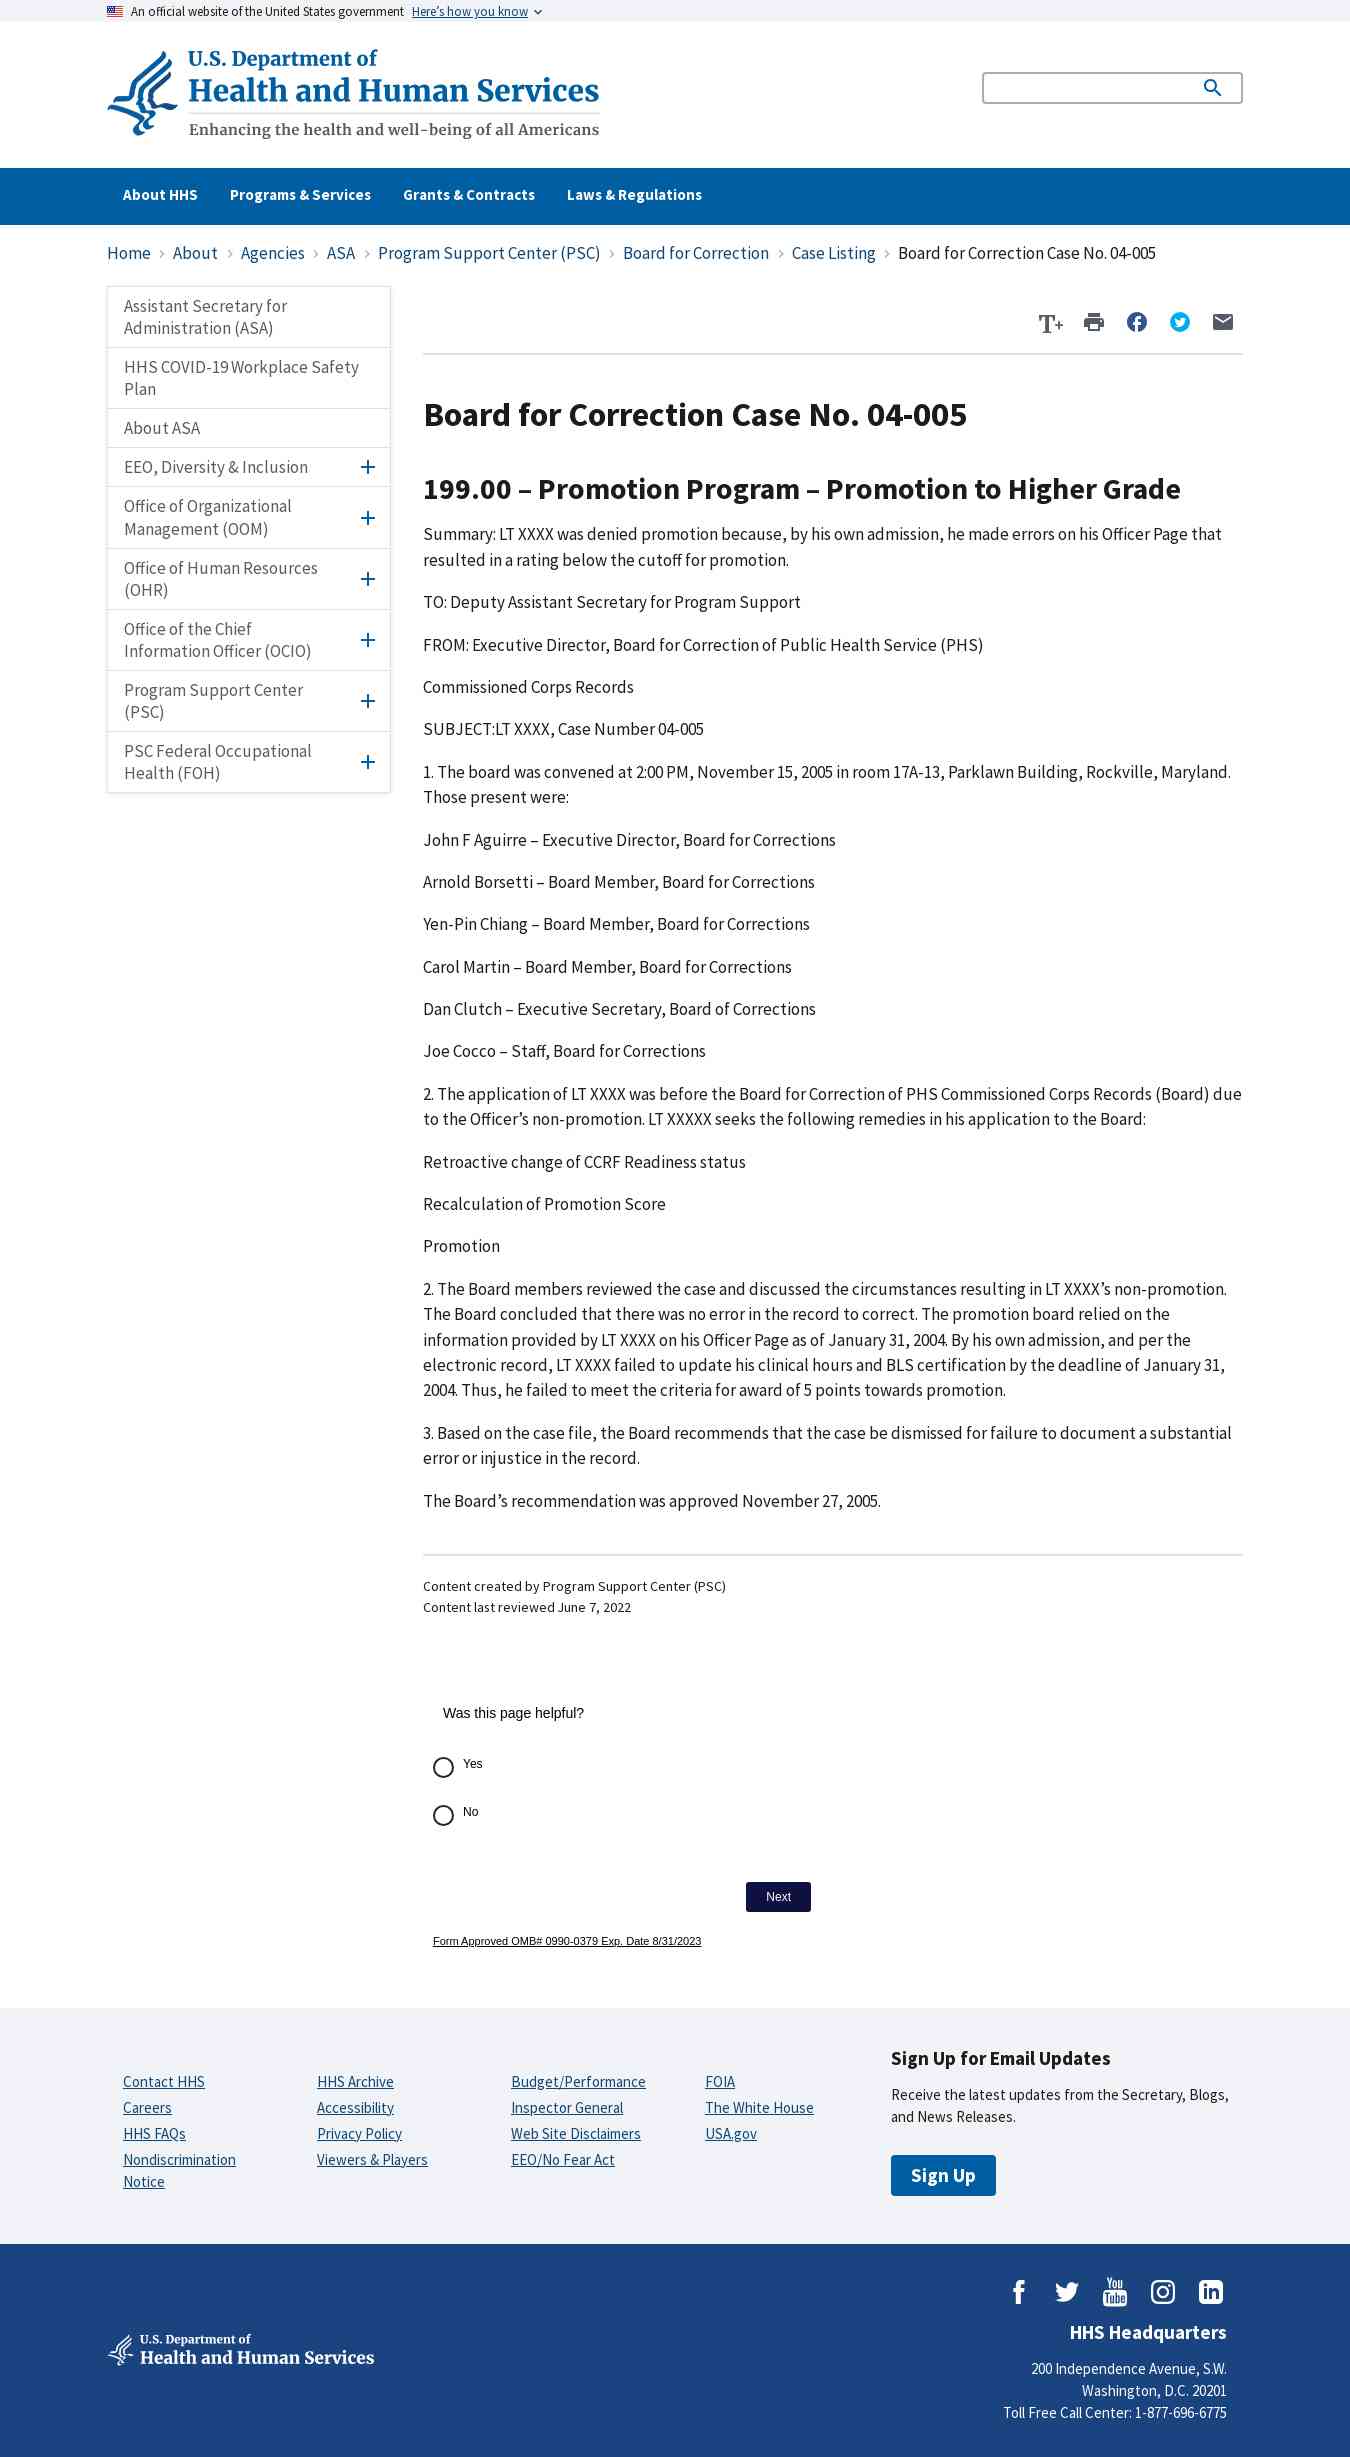 An official website of the United States government Here's how you know
U.S. Department of
Health and Human Services
Enhancing the health and well-being of all Americans
About HHS Programs & Services Grants & Contracts Laws & Regulations
Home › About › Agencies › ASA › Program Support Center (PSC) › Board for Correction › Case Listing › Board for Correction Case No. 04-005
Assistant Secretary for
Administration (ASA)
HHS COVID-19 Workplace Safety
Plan
About ASA
EEO, Diversity & Inclusion
Office of Organizational
Management (OOM)
Office of Human Resources
(OHR)
Office of the Chief
Information Officer (OCIO)
Program Support Center
(PSC)
PSC Federal Occupational
Health (FOH)
T+
Board for Correction Case No. 04-005
199.00 – Promotion Program – Promotion to Higher Grade
Summary: LT XXXX was denied promotion because, by his own admission, he made errors on his Officer Page that
resulted in a rating below the cutoff for promotion.
TO: Deputy Assistant Secretary for Program Support
FROM: Executive Director, Board for Correction of Public Health Service (PHS)
Commissioned Corps Records
SUBJECT:LT XXXX, Case Number 04-005
1. The board was convened at 2:00 PM, November 15, 2005 in room 17A-13, Parklawn Building, Rockville, Maryland.
Those present were:
John F Aguirre – Executive Director, Board for Corrections
Arnold Borsetti – Board Member, Board for Corrections
Yen-Pin Chiang – Board Member, Board for Corrections
Carol Martin – Board Member, Board for Corrections
Dan Clutch – Executive Secretary, Board of Corrections
Joe Cocco – Staff, Board for Corrections
2. The application of LT XXXX was before the Board for Correction of PHS Commissioned Corps Records (Board) due
to the Officer’s non-promotion. LT XXXXX seeks the following remedies in his application to the Board:
Retroactive change of CCRF Readiness status
Recalculation of Promotion Score
Promotion
2. The Board members reviewed the case and discussed the circumstances resulting in LT XXXX’s non-promotion.
The Board concluded that there was no error in the record to correct. The promotion board relied on the
information provided by LT XXXX on his Officer Page as of January 31, 2004. By his own admission, and per the
electronic record, LT XXXX failed to update his clinical hours and BLS certification by the deadline of January 31,
2004. Thus, he failed to meet the criteria for award of 5 points towards promotion.
3. Based on the case file, the Board recommends that the case be dismissed for failure to document a substantial
error or injustice in the record.
The Board’s recommendation was approved November 27, 2005.
Content created by Program Support Center (PSC)
Content last reviewed June 7, 2022
Was this page helpful?
Yes
No
Next
Form Approved OMB# 0990-0379 Exp. Date 8/31/2023
Contact HHS
Careers
HHS FAQs
Nondiscrimination
Notice
HHS Archive
Accessibility
Privacy Policy
Viewers & Players
Budget/Performance
Inspector General
Web Site Disclaimers
EEO/No Fear Act
FOIA
The White House
USA.gov
Sign Up for Email Updates
Receive the latest updates from the Secretary, Blogs,
and News Releases.
Sign Up
You
Tube
in
U.S. Department of
Health and Human Services
HHS Headquarters
200 Independence Avenue, S.W.
Washington, D.C. 20201
Toll Free Call Center: 1-877-696-6775